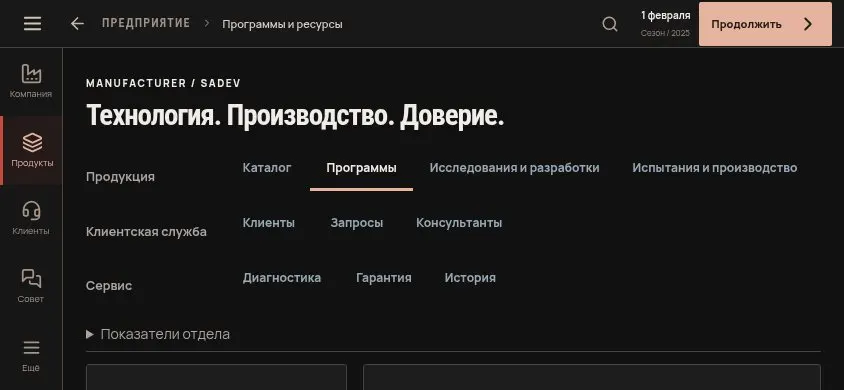 ПРЕДПРИЯТИЕ
Программы и ресурсы
1 февраля
Сезон / 2025
Продолжить
Компания
Продукты
Клиенты
Совет
Ещё
MANUFACTURER / SADEV
Технология. Производство. Доверие.
Продукция
Каталог
Программы
Исследования и разработки
Испытания и производство
Клиентская служба
Клиенты
Запросы
Консультанты
Сервис
Диагностика
Гарантия
История
Показатели отдела